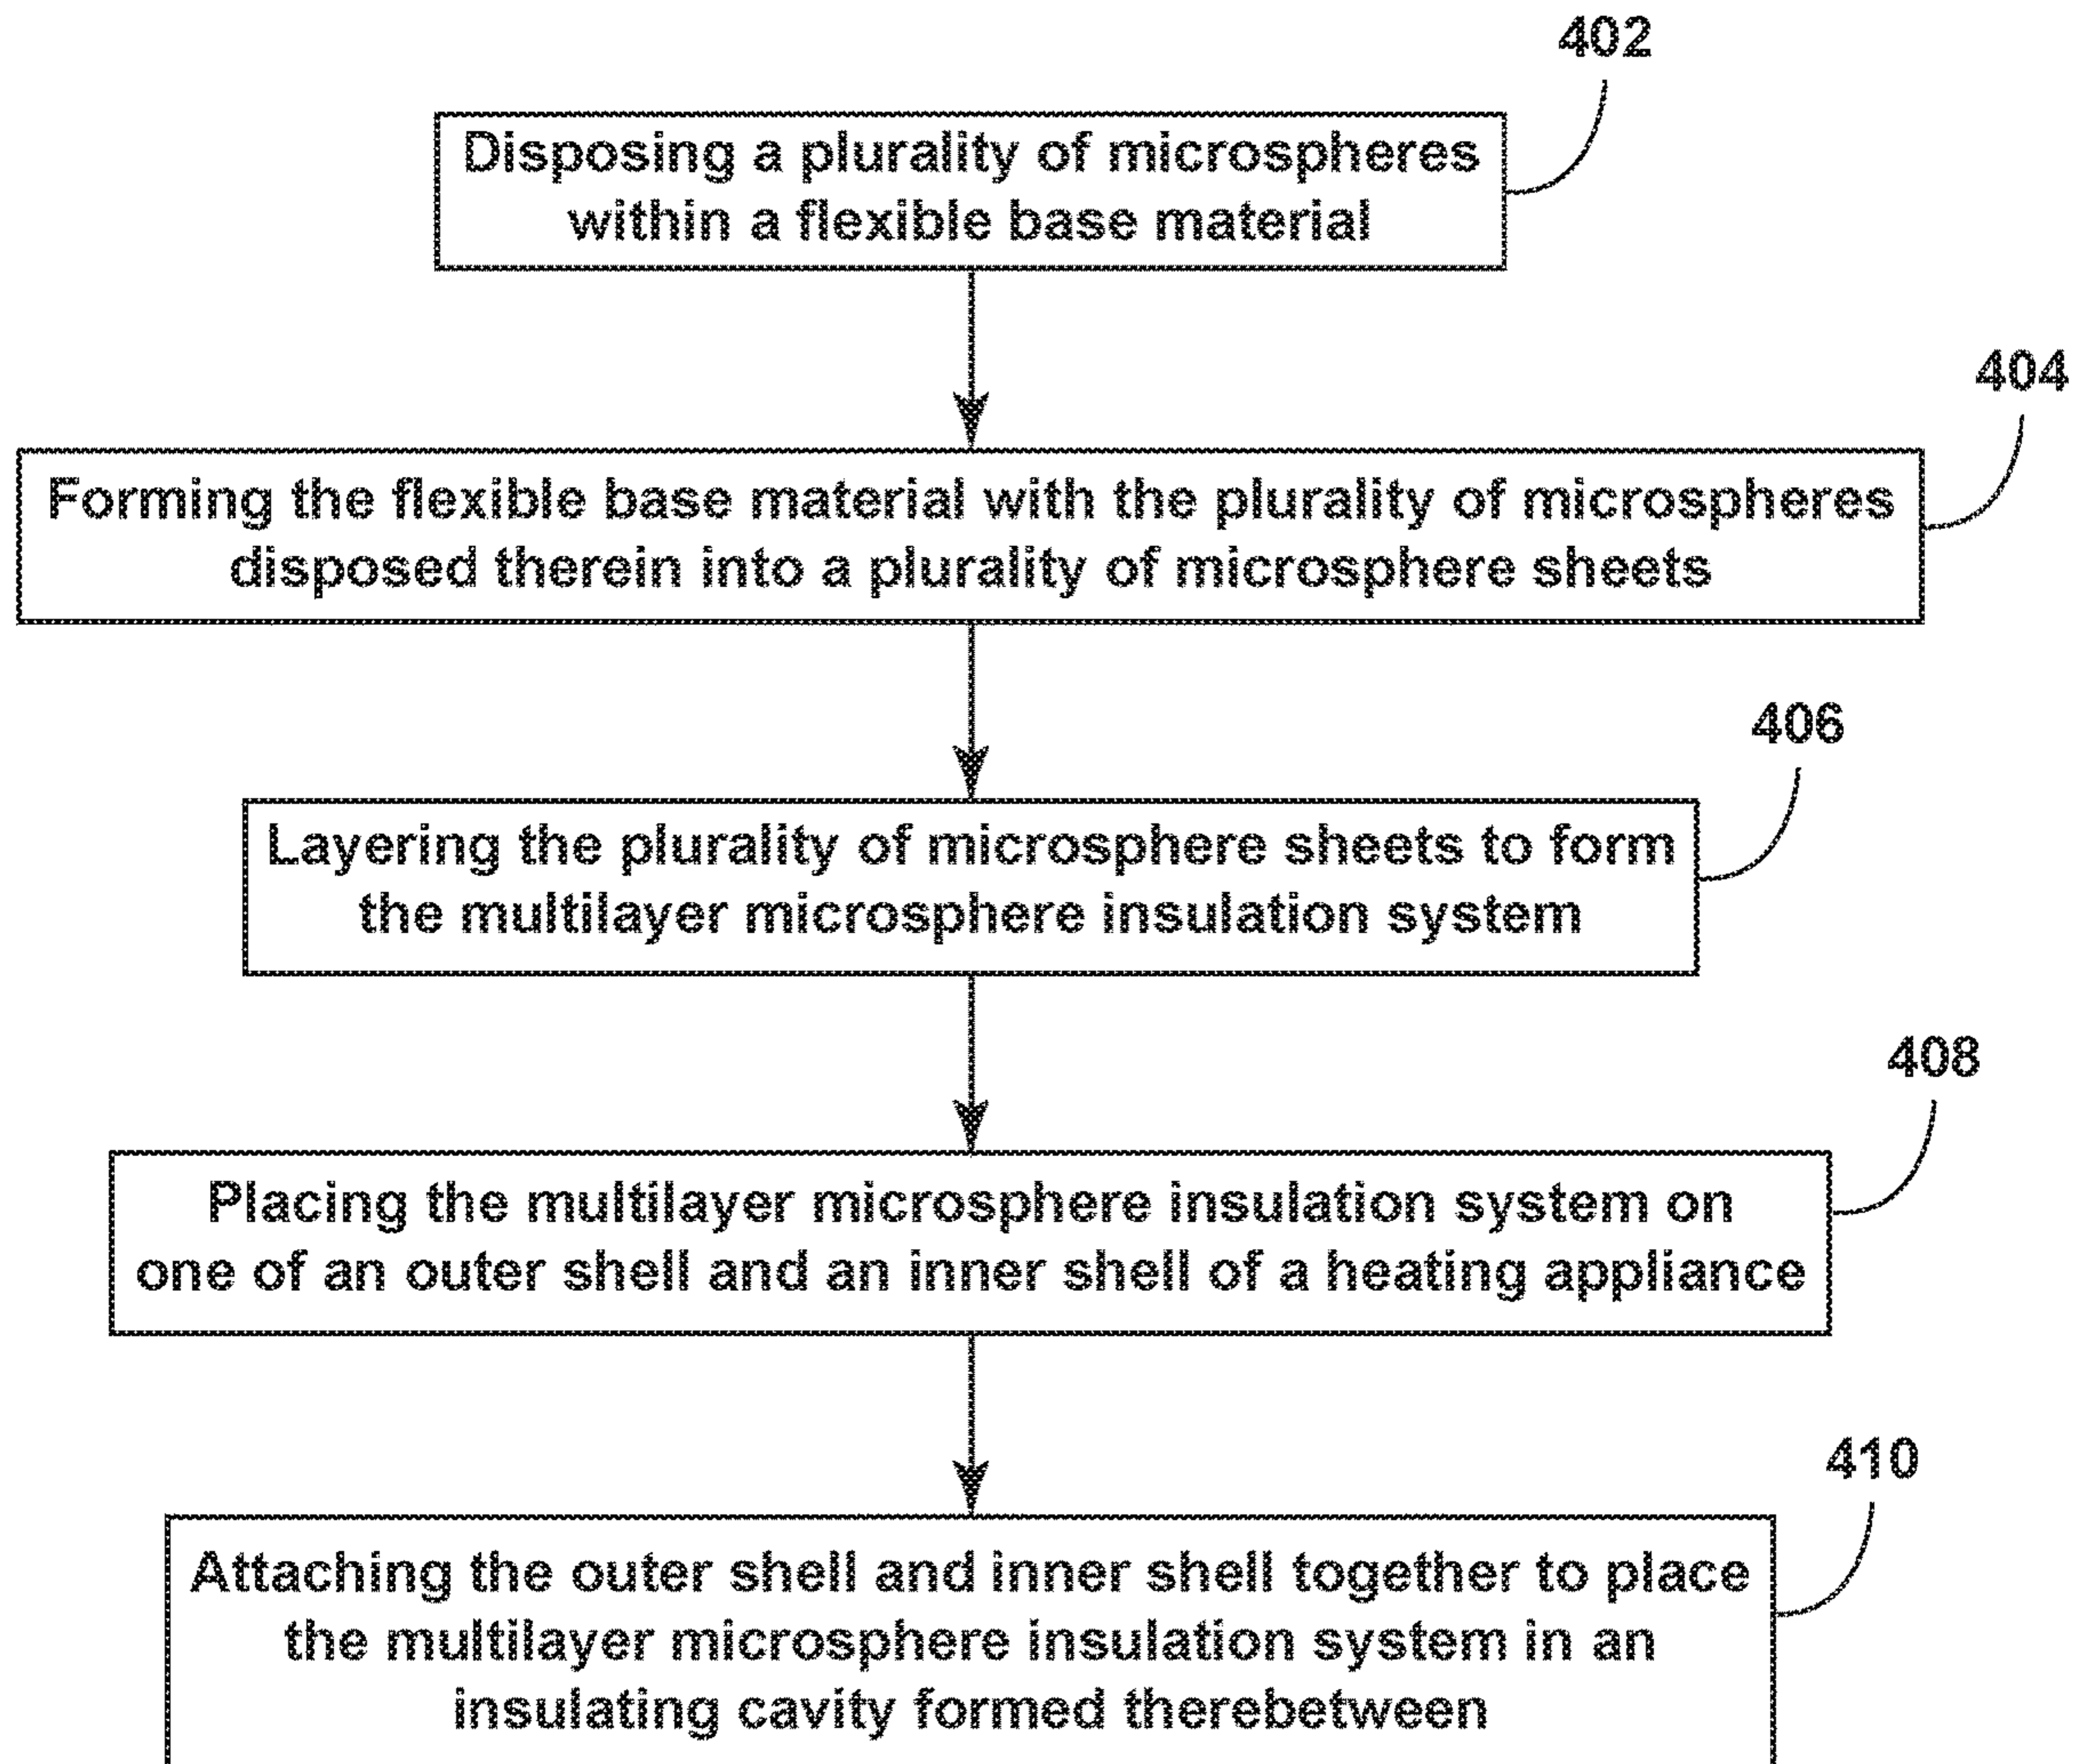 402
Disposing a plurality of microspheres
within a flexible base material
404
Forming the flexible base material with the plurality of microspheres
disposed therein into a plurality of microsphere sheets
406
Layering the plurality of microsphere sheets to form
the multilayer microsphere insulation system
408
Placing the multilayer microsphere insulation system on
one of an outer shell and an inner shell of a heating appliance
410
Attaching the outer shell and inner shell together to place
the multilayer microsphere insulation system in an
insulating cavity formed therebetween